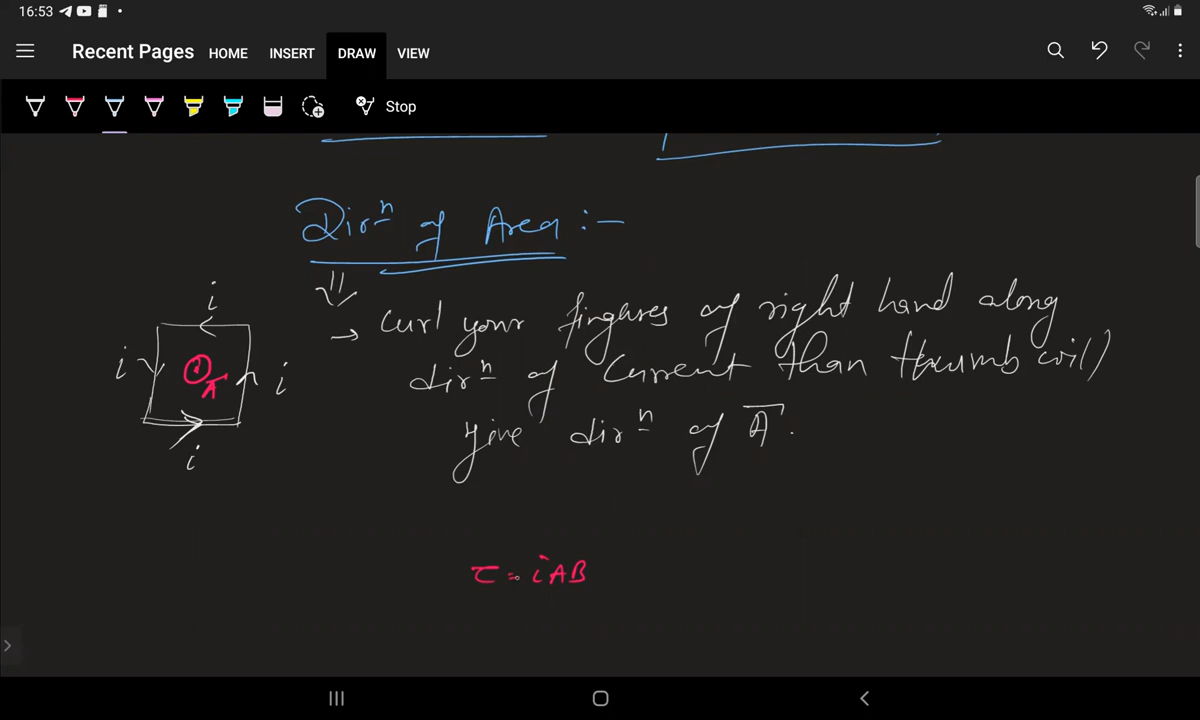 16:53
Recent Pages HOME INSERT DRAW VIEW
Stop
Dirⁿ of Area :-
→ Curl your fingares of right hand along
dirⁿ of Current than thumb will
give dirⁿ of A̅.
i
i
i
i
A̅
τ = iAB